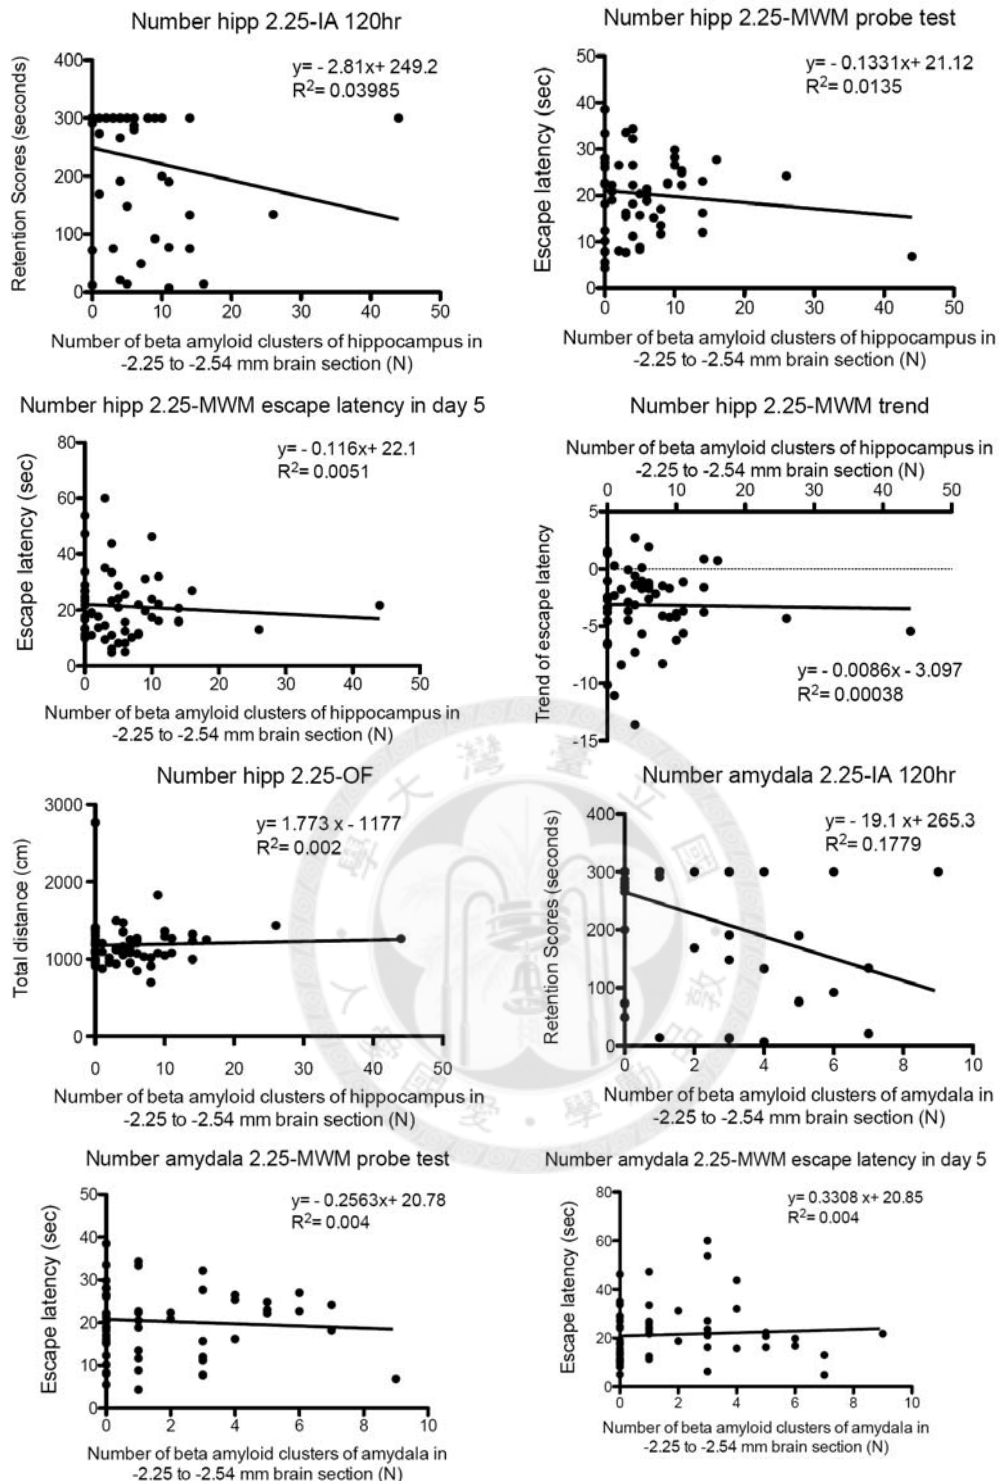 Number hipp 2.25-IA 120hr
y= - 2.81x+ 249.2
R2= 0.03985
Retention Scores (seconds)
400
300
200
100
0
0 10 20 30 40 50
Number of beta amyloid clusters of hippocampus in
-2.25 to -2.54 mm brain section (N)
Number hipp 2.25-MWM probe test
y= - 0.1331x+ 21.12
R2= 0.0135
Escape latency (sec)
50
40
30
20
10
0
0 10 20 30 40 50
Number of beta amyloid clusters of hippocampus in
-2.25 to -2.54 mm brain section (N)
Number hipp 2.25-MWM escape latency in day 5
y= - 0.116x+ 22.1
R2= 0.0051
Escape latency (sec)
80
60
40
20
0
0 10 20 30 40 50
Number of beta amyloid clusters of hippocampus in
-2.25 to -2.54 mm brain section (N)
Number hipp 2.25-MWM trend
Number of beta amyloid clusters of hippocampus in
-2.25 to -2.54 mm brain section (N)
0 10 20 30 40 50
Trend of escape latency
5
0
-5
-10
-15
y= - 0.0086x - 3.097
R2= 0.00038
Number hipp 2.25-OF
y= 1.773 x - 1177
R2= 0.002
Total distance (cm)
3000
2000
1000
0
0 10 20 30 40 50
Number of beta amyloid clusters of hippocampus in
-2.25 to -2.54 mm brain section (N)
Number amydala 2.25-IA 120hr
y= - 19.1 x+ 265.3
R2= 0.1779
Retention Scores (seconds)
400
300
200
100
0
0 2 4 6 8 10
Number of beta amyloid clusters of amydala in
-2.25 to -2.54 mm brain section (N)
Number amydala 2.25-MWM probe test
y= - 0.2563x+ 20.78
R2= 0.004
Escape latency (sec)
50
40
30
20
10
0
0 2 4 6 8 10
Number of beta amyloid clusters of amydala in
-2.25 to -2.54 mm brain section (N)
Number amydala 2.25-MWM escape latency in day 5
y= 0.3308 x+ 20.85
R2= 0.004
Escape latency (sec)
80
60
40
20
0
0 2 4 6 8 10
Number of beta amyloid clusters of amydala in
-2.25 to -2.54 mm brain section (N)
大灣臺立國
學
人愛國愛
學勵
品敦